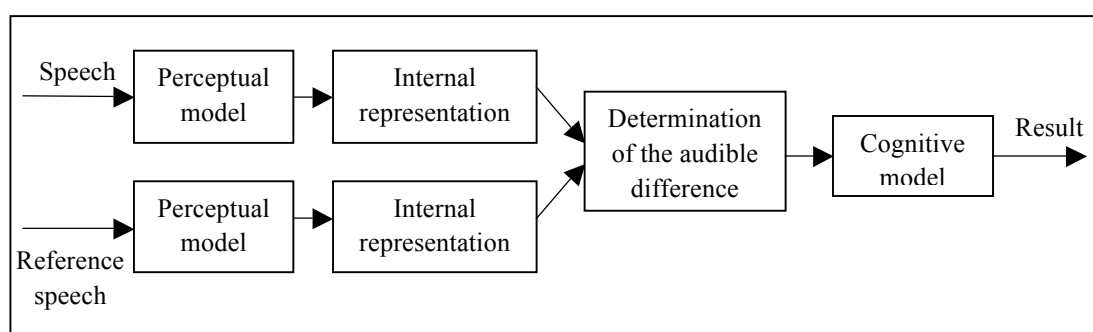 Speech
Perceptual
model
Internal
representation
Determination
of the audible
difference
Cognitive
model
Result
Reference
speech
Perceptual
model
Internal
representation